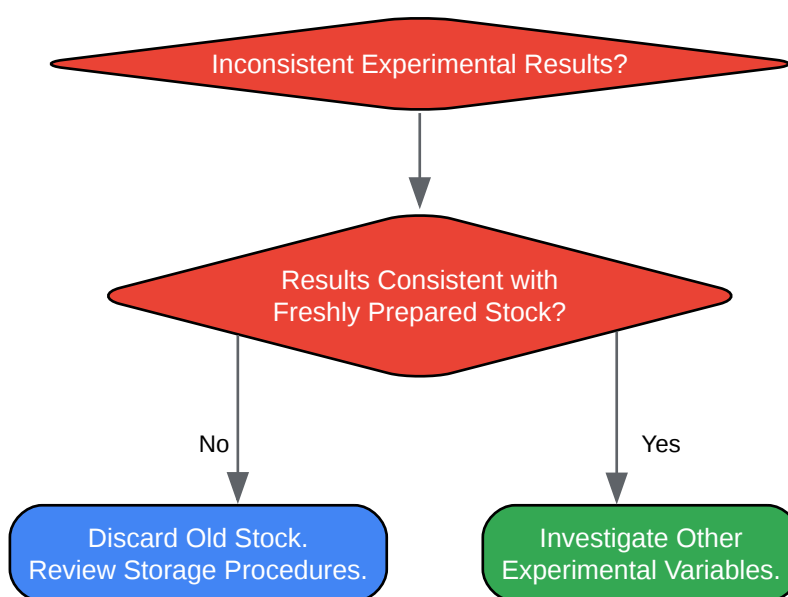 Inconsistent Experimental Results?
Results Consistent with
Freshly Prepared Stock?
No
Yes
Discard Old Stock.
Review Storage Procedures.
Investigate Other
Experimental Variables.